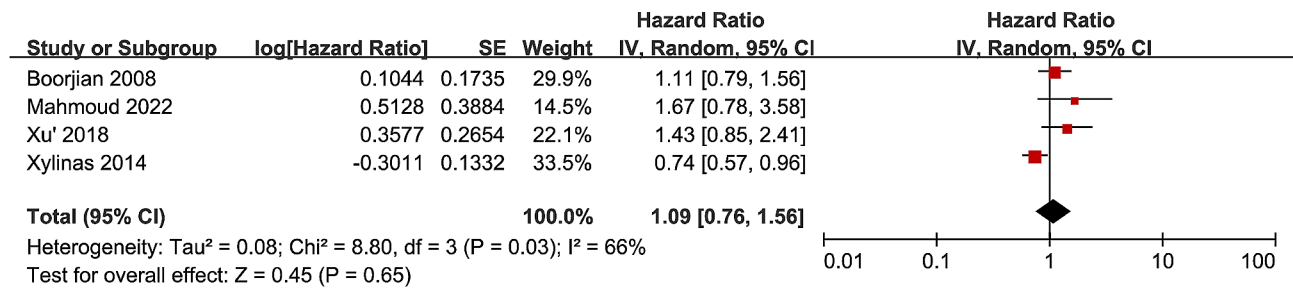 Hazard Ratio Hazard Ratio
Study or Subgroup log[Hazard Ratio] SE Weight IV, Random, 95% CI IV, Random, 95% CI
Boorjian 2008 0.1044 0.1735 29.9% 1.11 [0.79, 1.56]
Mahmoud 2022 0.5128 0.3884 14.5% 1.67 [0.78, 3.58]
Xu' 2018 0.3577 0.2654 22.1% 1.43 [0.85, 2.41]
Xylinas 2014 -0.3011 0.1332 33.5% 0.74 [0.57, 0.96]
Total (95% CI) 100.0% 1.09 [0.76, 1.56]
Heterogeneity: Tau² = 0.08; Chi² = 8.80, df = 3 (P = 0.03); I² = 66%
Test for overall effect: Z = 0.45 (P = 0.65)
0.01 0.1 1 10 100